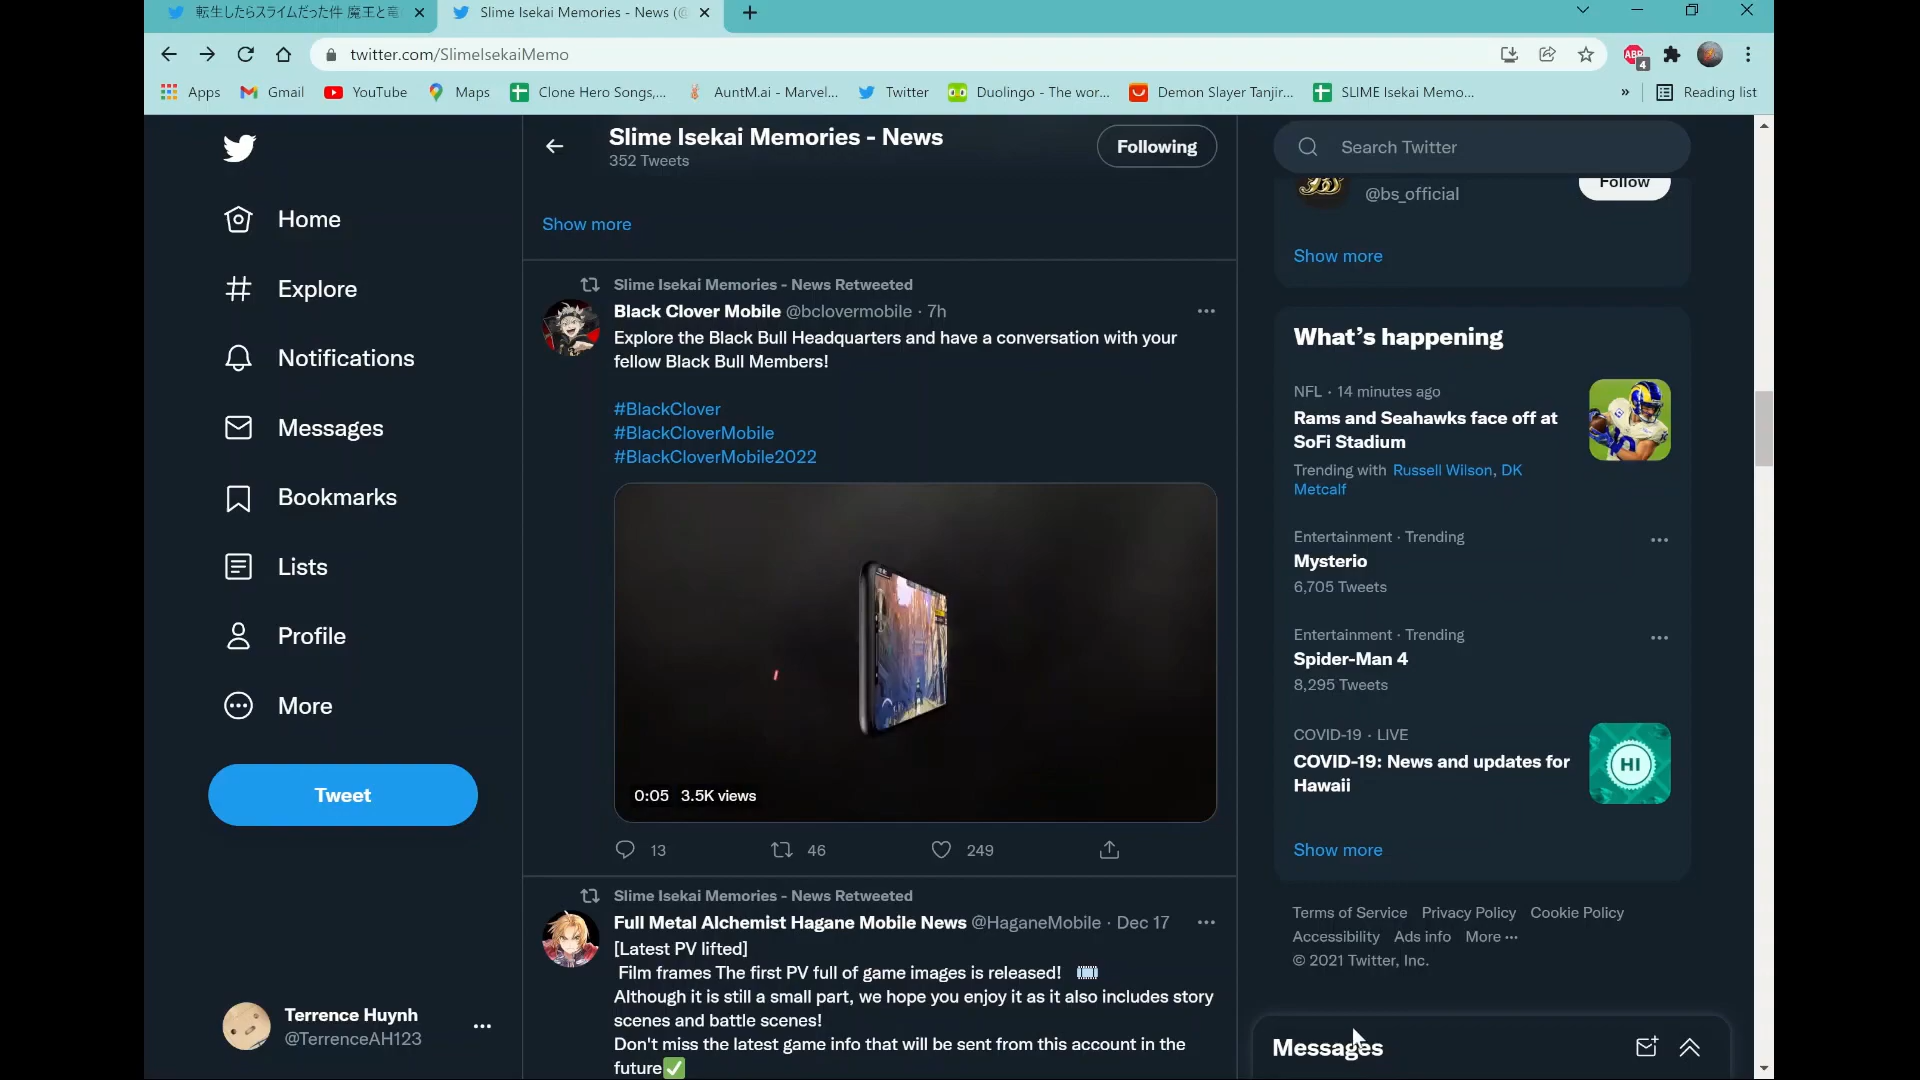 転生したらスライムだった件 魔王と竜
Slime Isekai Memories - News (@
twitter.com/SlimeIsekaiMemo
ABP
4
Apps
Gmail
YouTube
Maps
Clone Hero Songs,...
AuntM.ai - Marvel...
Twitter
Duolingo - The wor...
Demon Slayer Tanjir...
SLIME Isekai Memo...
»
Reading list
Home
Explore
Notifications
Messages
Bookmarks
Lists
Profile
More
Tweet
Terrence Huynh
@TerrenceAH123
Slime Isekai Memories - News
352 Tweets
Following
Show more
Slime Isekai Memories - News Retweeted
Black Clover Mobile @bclovermobile · 7h
Explore the Black Bull Headquarters and have a conversation with your
fellow Black Bull Members!
#BlackClover
#BlackCloverMobile
#BlackCloverMobile2022
0:05 3.5K views
13 46 249
Slime Isekai Memories - News Retweeted
Full Metal Alchemist Hagane Mobile News @HaganeMobile · Dec 17
[Latest PV lifted]
Film frames The first PV full of game images is released!
Although it is still a small part, we hope you enjoy it as it also includes story
scenes and battle scenes!
Don't miss the latest game info that will be sent from this account in the
future✅
Search Twitter
@bs_official
Follow
Show more
What's happening
NFL · 14 minutes ago
Rams and Seahawks face off at
SoFi Stadium
Trending with Russell Wilson, DK
Metcalf
Entertainment · Trending
Mysterio
6,705 Tweets
Entertainment · Trending
Spider-Man 4
8,295 Tweets
COVID-19 · LIVE
COVID-19: News and updates for
Hawaii
HI
Show more
Terms of Service Privacy Policy Cookie Policy
Accessibility Ads info More ···
© 2021 Twitter, Inc.
Messages